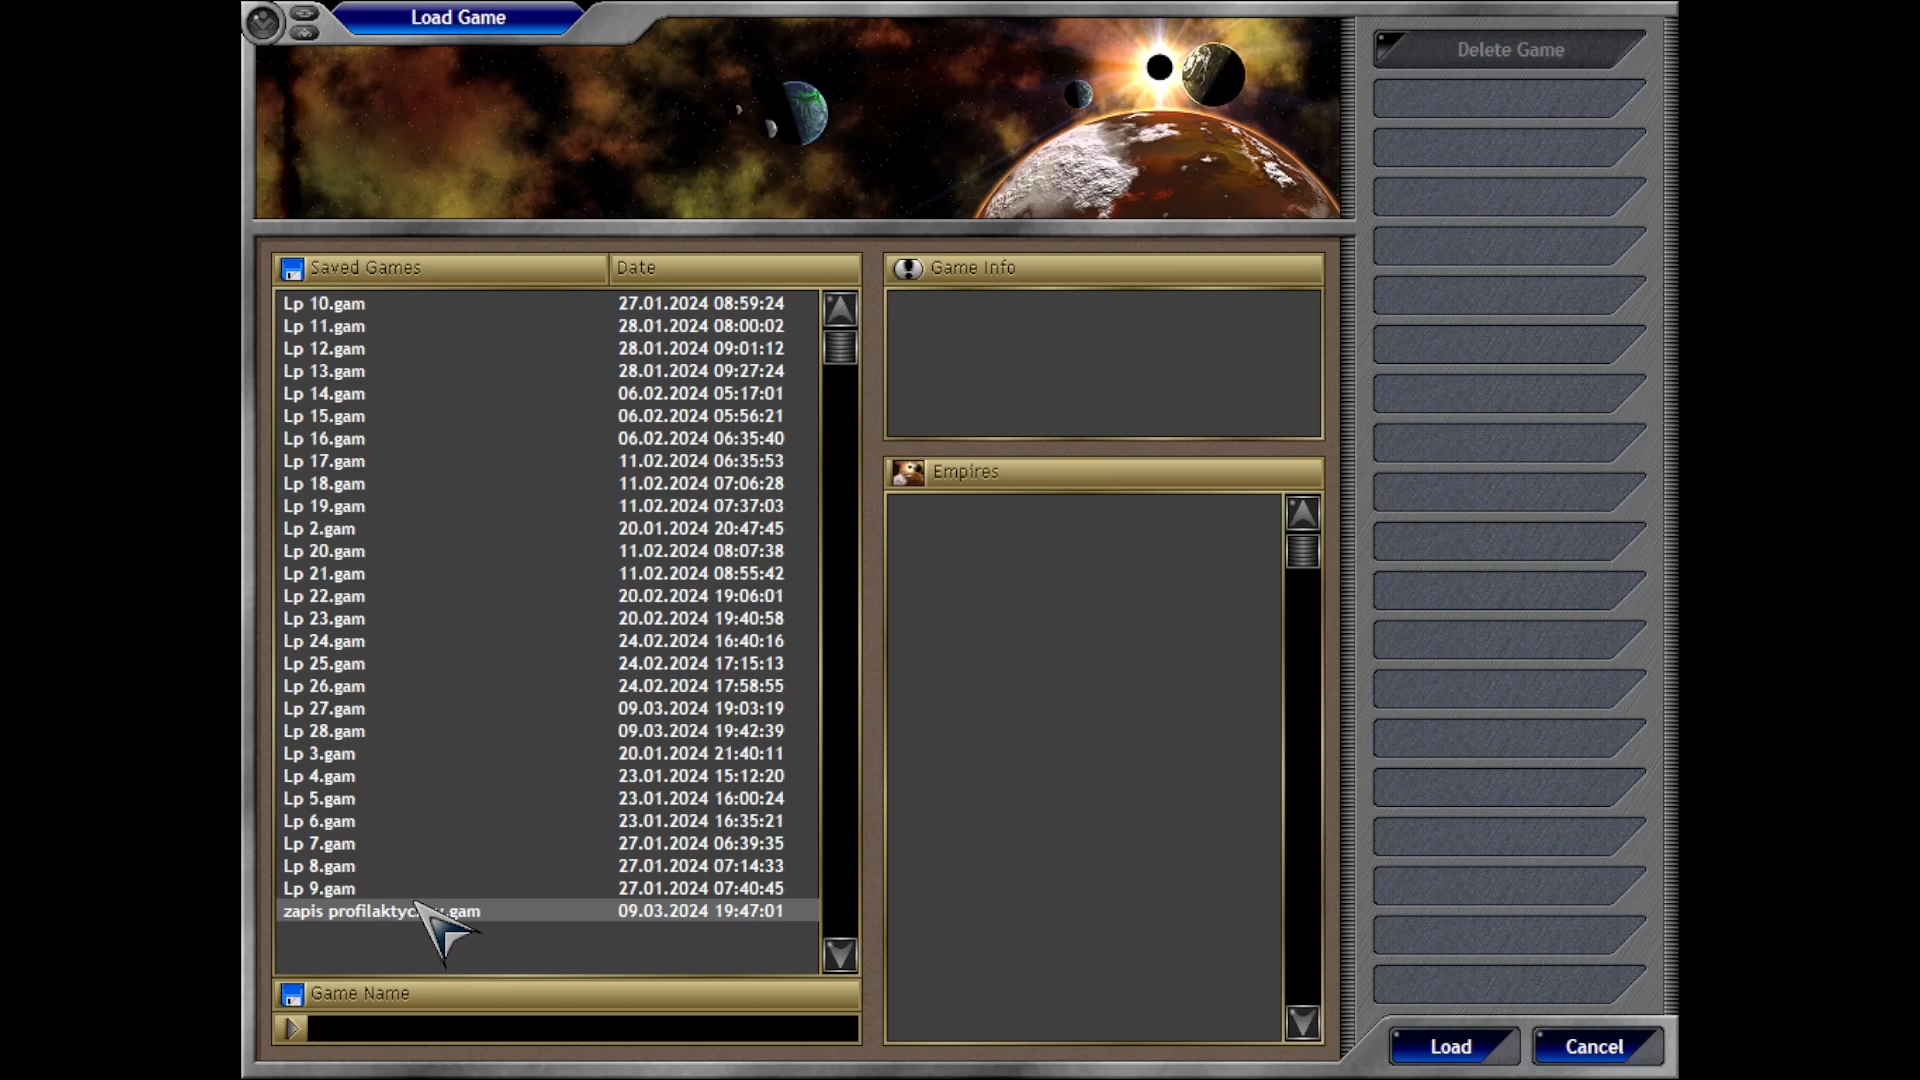 Load Game
Delete Game
Saved Games Date
Lp 10.gam 27.01.2024 08:59:24
Lp 11.gam 28.01.2024 08:00:02
Lp 12.gam 28.01.2024 09:01:12
Lp 13.gam 28.01.2024 09:27:24
Lp 14.gam 06.02.2024 05:17:01
Lp 15.gam 06.02.2024 05:56:21
Lp 16.gam 06.02.2024 06:35:40
Lp 17.gam 11.02.2024 06:35:53
Lp 18.gam 11.02.2024 07:06:28
Lp 19.gam 11.02.2024 07:37:03
Lp 2.gam 20.01.2024 20:47:45
Lp 20.gam 11.02.2024 08:07:38
Lp 21.gam 11.02.2024 08:55:42
Lp 22.gam 20.02.2024 19:06:01
Lp 23.gam 20.02.2024 19:40:58
Lp 24.gam 24.02.2024 16:40:16
Lp 25.gam 24.02.2024 17:15:13
Lp 26.gam 24.02.2024 17:58:55
Lp 27.gam 09.03.2024 19:03:19
Lp 28.gam 09.03.2024 19:42:39
Lp 3.gam 20.01.2024 21:40:11
Lp 4.gam 23.01.2024 15:12:20
Lp 5.gam 23.01.2024 16:00:24
Lp 6.gam 23.01.2024 16:35:21
Lp 7.gam 27.01.2024 06:39:35
Lp 8.gam 27.01.2024 07:14:33
Lp 9.gam 27.01.2024 07:40:45
zapis 09.03.2024 19:47:01
Game Name
Game Info
Empires
Load
Cancel